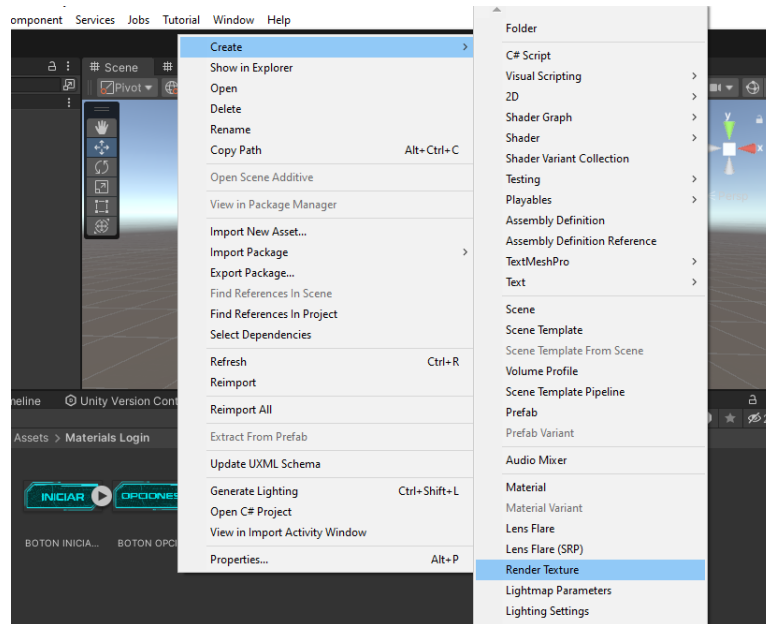 omponent Services Jobs Tutorial Window Help
Scene
Pivot
meline Unity Version Cont
Assets > Materials Login
INICIAR
OPCIONES
BOTON INICIA... BOTON OPCI
Create
Show in Explorer
Open
Delete
Rename
Copy Path Alt+Ctrl+C
Open Scene Additive
View in Package Manager
Import New Asset...
Import Package
Export Package...
Find References In Scene
Find References In Project
Select Dependencies
Refresh Ctrl+R
Reimport
Reimport All
Extract From Prefab
Update UXML Schema
Generate Lighting Ctrl+Shift+L
Open C# Project
View in Import Activity Window
Properties... Alt+P
Folder
C# Script
Visual Scripting
2D
Shader Graph
Shader
Shader Variant Collection
Testing
Playables
Assembly Definition
Assembly Definition Reference
TextMeshPro
Text
Scene
Scene Template
Scene Template From Scene
Volume Profile
Scene Template Pipeline
Prefab
Prefab Variant
Audio Mixer
Material
Material Variant
Lens Flare
Lens Flare (SRP)
Render Texture
Lightmap Parameters
Lighting Settings
y
x
Persp